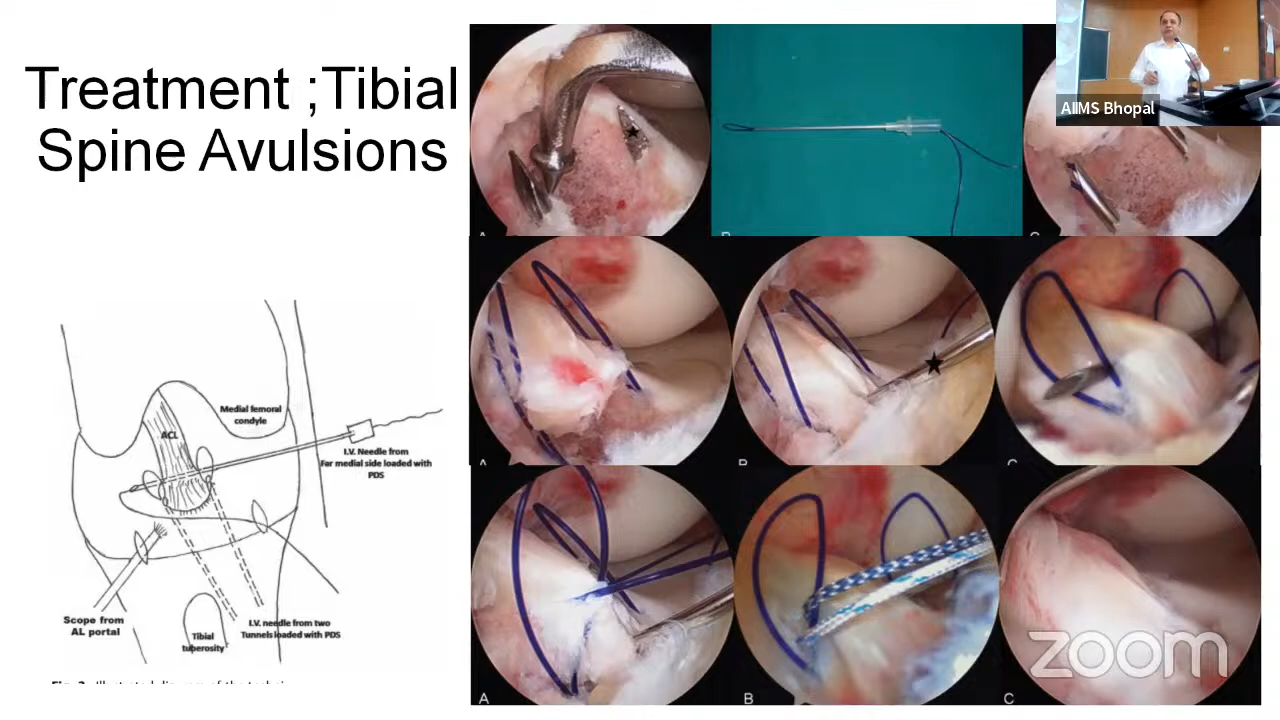 Treatment ;Tibial
Spine Avulsions
AIIMS Bhopal
Medial femoral
condyle
ACL
I.V. Needle from
Far medial side loaded with
PDS
Scope from
AL portal
Tibial
tuberosity
I.V. needle from two
Tunnels loaded with PDS
A
B
C
zoom